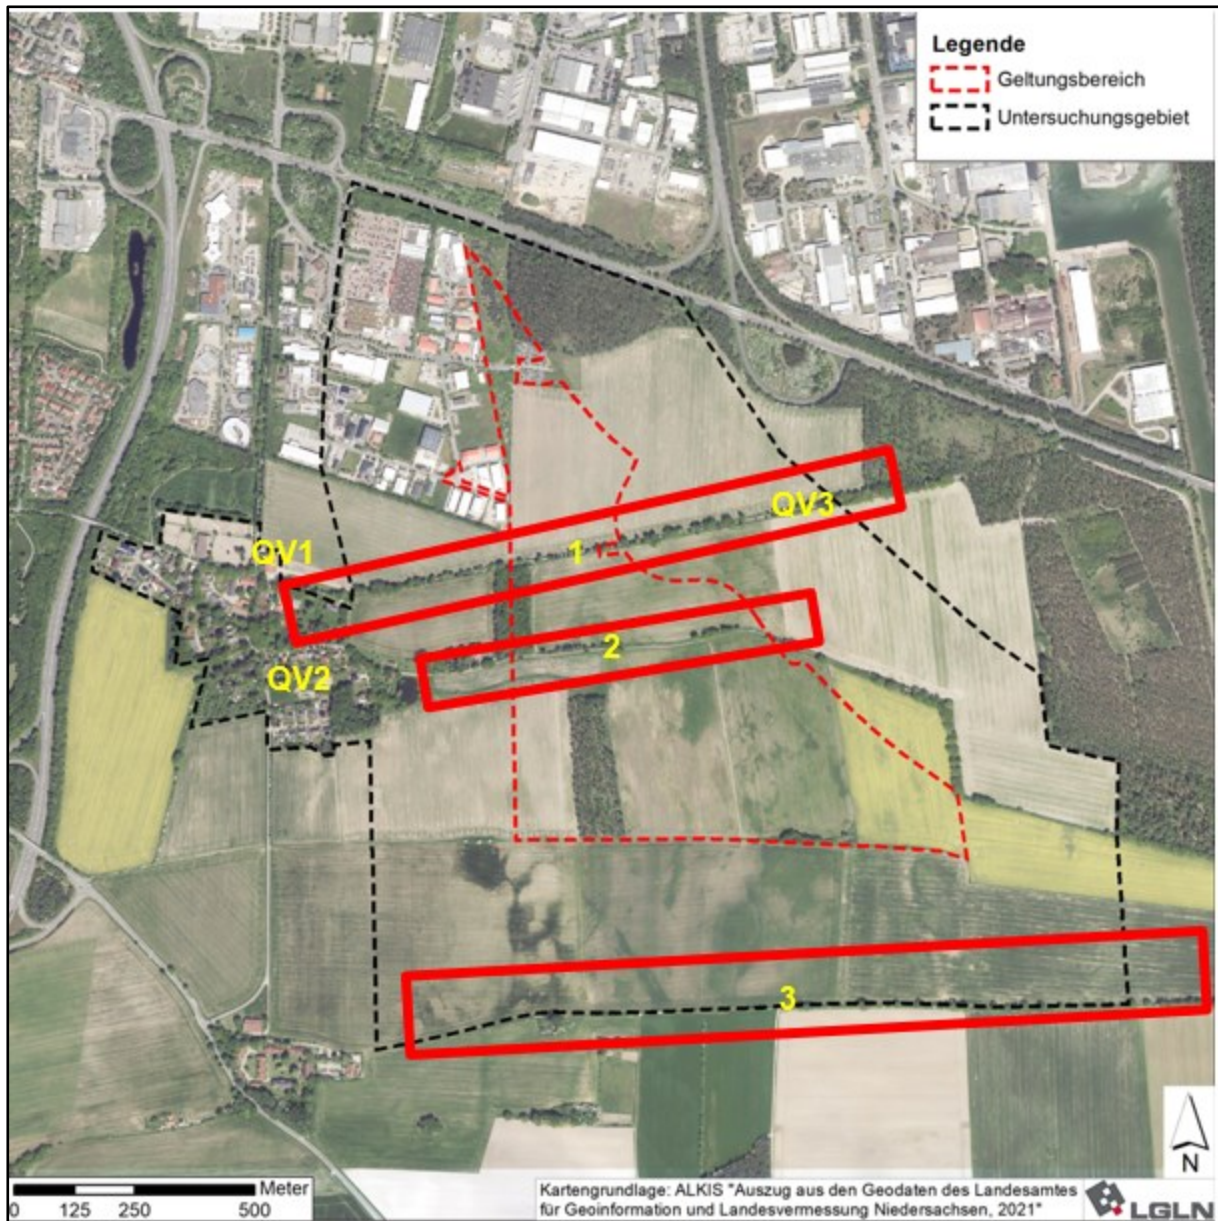 Legende
Geltungsbereich
Untersuchungsgebiet
QV3
QV1
1
2
QV2
3
N
Meter
0 125 250 500
Kartengrundlage: ALKIS "Auszug aus den Geodaten des Landesamtes
für Geoinformation und Landesvermessung Niedersachsen, 2021"
LGLN